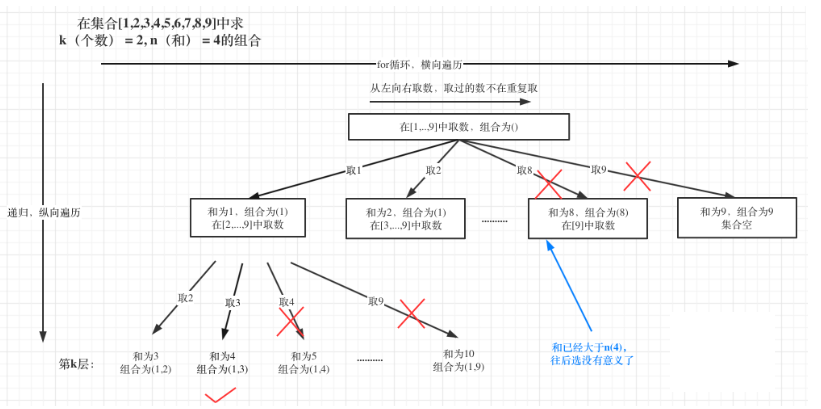 在集合[1,2,3,4,5,6,7,8,9]中求
k（个数）= 2, n（和）= 4的组合
for循环，横向遍历
从左向右取数，取过的数不在重复取
在[1,..,9]中取数，组合为()
取1
取2
取8
取9
递归，纵向遍历
和为1，组合为(1)
在[2,...,9]中取数
和为2，组合为(1)
[3,...,9]中取数
..........
和为8，组合为(8)
在[9]中取数
和为9，组合为9
集合空
取2
取3
取4
取9
第k层：
和为3
组合为(1,2)
和为4
组合为(1,3)
和为5
组合为(1,4)
..........
和为10
组合为(1,9)
和已经大于n(4)，
往后选没有意义了